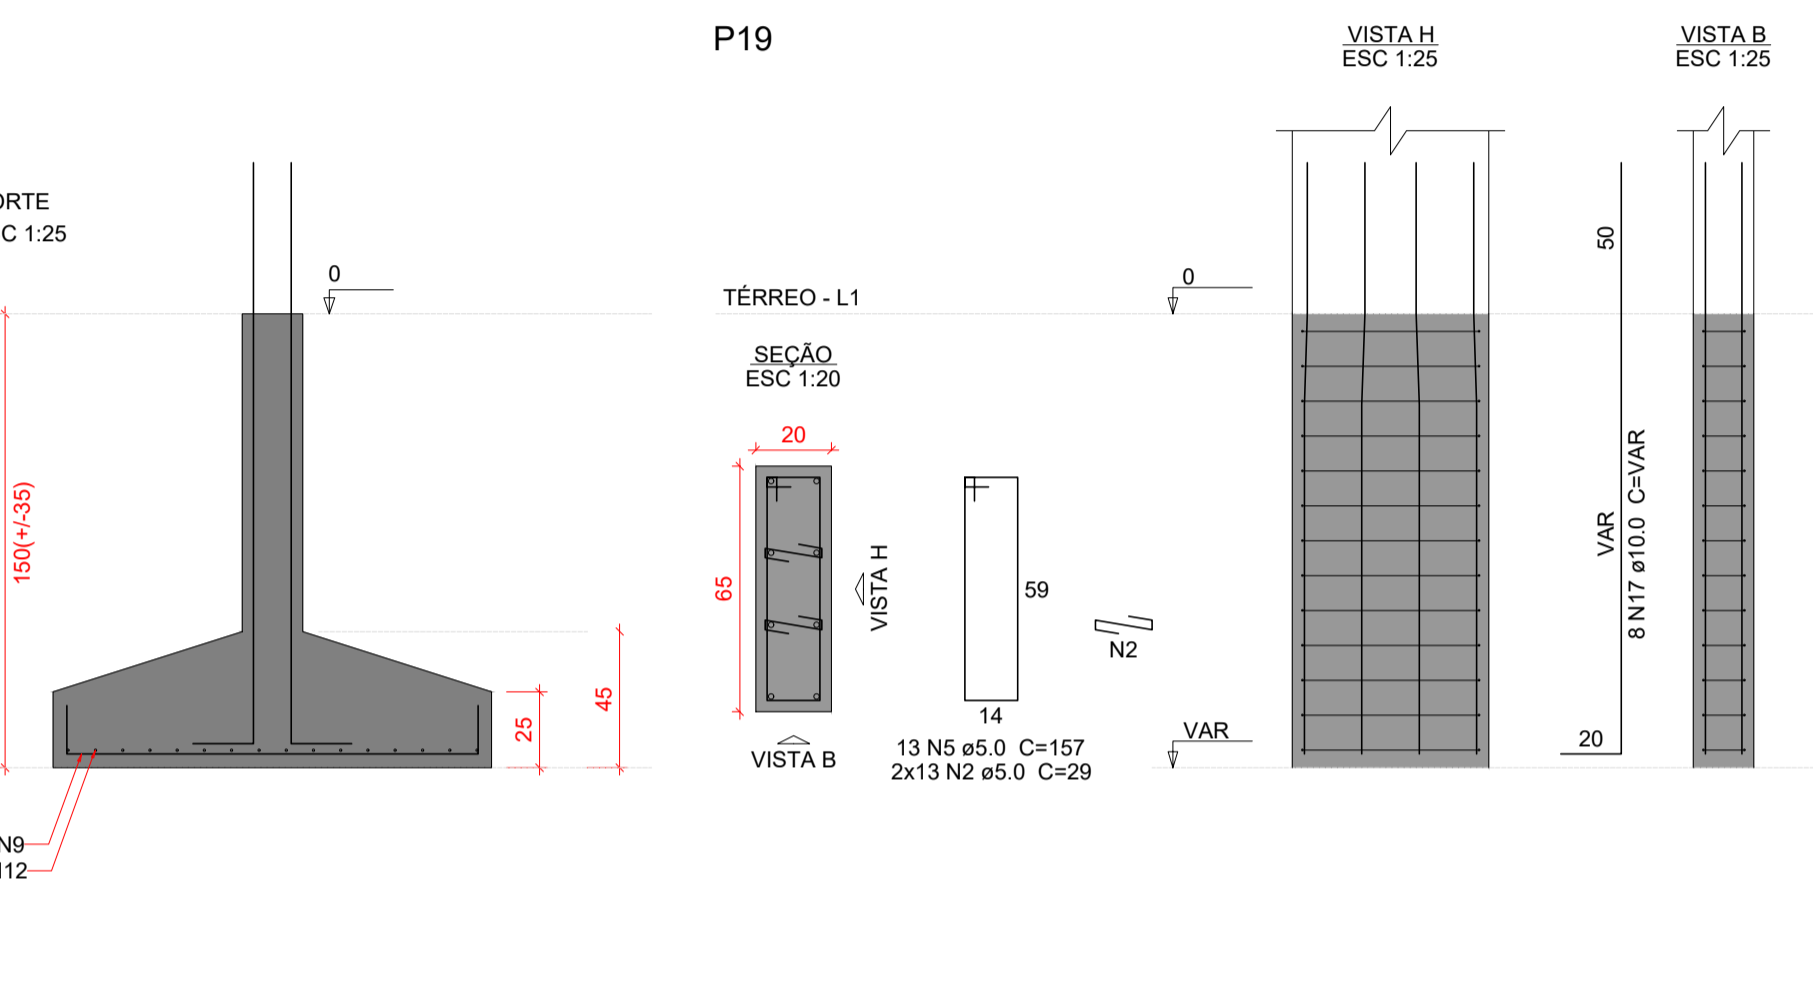 P19
VISTA H
ESC 1:25
VISTA B
ESC 1:25
1:25
0
150(+/-35)
45
25
N9
TÉRREO - L1
SEÇÃO
ESC 1:20
20
65
VISTA H
VISTA B
59
14
N2
13 N5 ø5.0 C=157
2x13 N2 ø5.0 C=29
0
VAR
50
VAR
8 N17 ø10.0 C=VAR
20